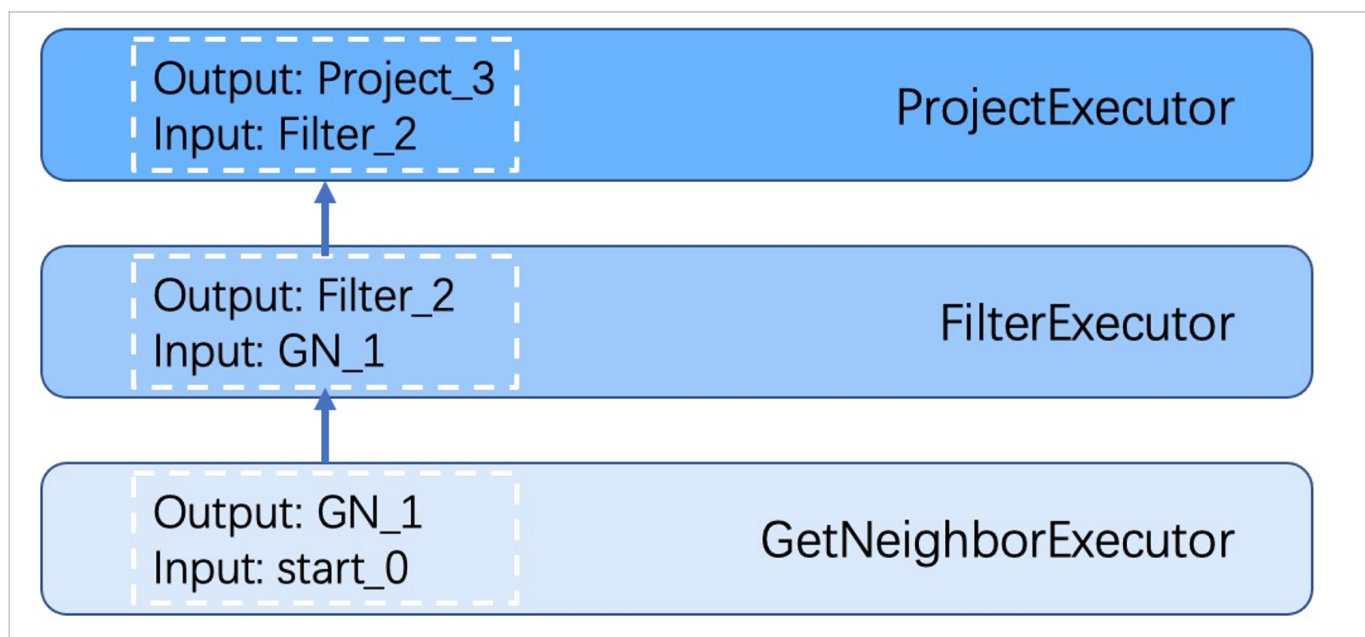 Output: Project_3
Input: Filter_2
ProjectExecutor
Output: Filter_2
Input: GN_1
FilterExecutor
Output: GN_1
Input: start_0
GetNeighborExecutor